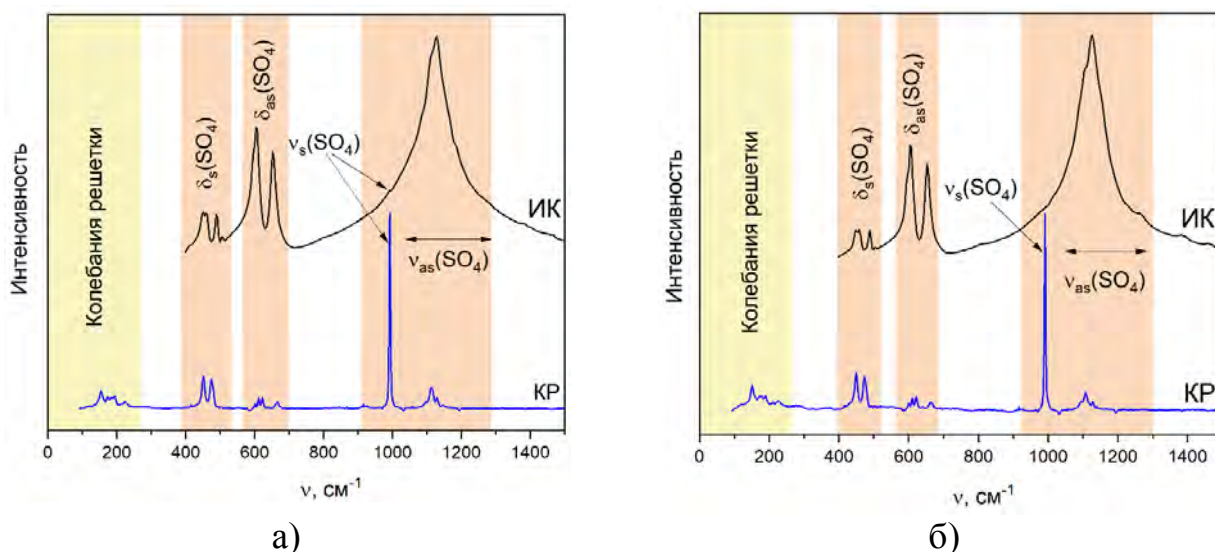 Интенсивность
Колебания решетки
δs(SO4)
δas(SO4)
νs(SO4)
ИК
νas(SO4)
КР
0 200 400 600 800 1000 1200 1400
ν, см-1
а)
Интенсивность
Колебания решетки
δs(SO4)
δas(SO4)
νs(SO4)
ИК
νas(SO4)
КР
0 200 400 600 800 1000 1200 1400
ν, см-1
б)